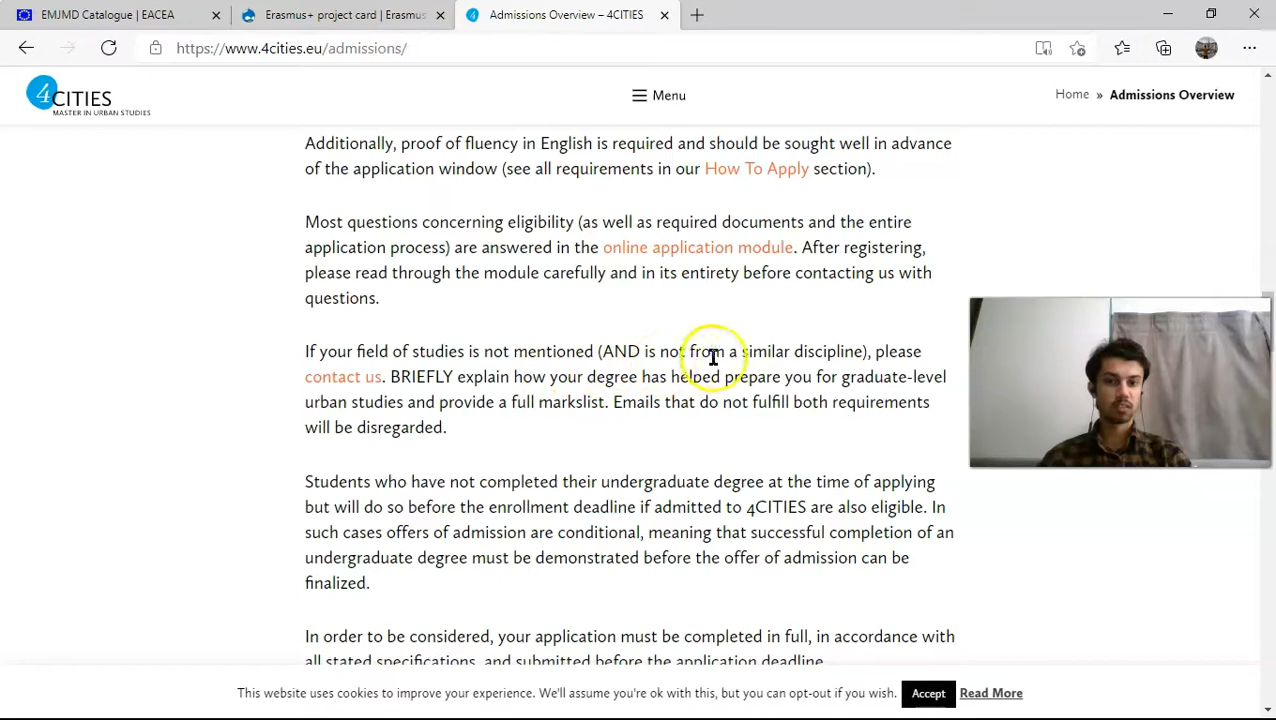 EMJMD Catalogue | EACEA
Erasmus+ project card | Erasmus
Admissions Overview – 4CITIES
https://www.4cities.eu/admissions/
4CITIES
MASTER IN URBAN STUDIES
Menu
Home » Admissions Overview
Additionally, proof of fluency in English is required and should be sought well in advance
of the application window (see all requirements in our How To Apply section).
Most questions concerning eligibility (as well as required documents and the entire
application process) are answered in the online application module. After registering,
please read through the module carefully and in its entirety before contacting us with
questions.
If your field of studies is not mentioned (AND is not from a similar discipline), please
contact us. BRIEFLY explain how your degree has helped prepare you for graduate-level
urban studies and provide a full markslist. Emails that do not fulfill both requirements
will be disregarded.
Students who have not completed their undergraduate degree at the time of applying
but will do so before the enrollment deadline if admitted to 4CITIES are also eligible. In
such cases offers of admission are conditional, meaning that successful completion of an
undergraduate degree must be demonstrated before the offer of admission can be
finalized.
In order to be considered, your application must be completed in full, in accordance with
all stated specifications, and submitted before the application deadline.
This website uses cookies to improve your experience. We'll assume you're ok with this, but you can opt-out if you wish. Accept Read More